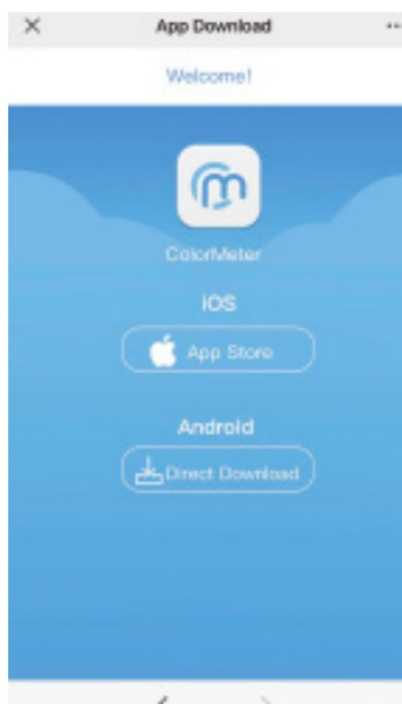 App Download
Welcome!
ColorMeter
iOS
App Store
Android
Direct Download